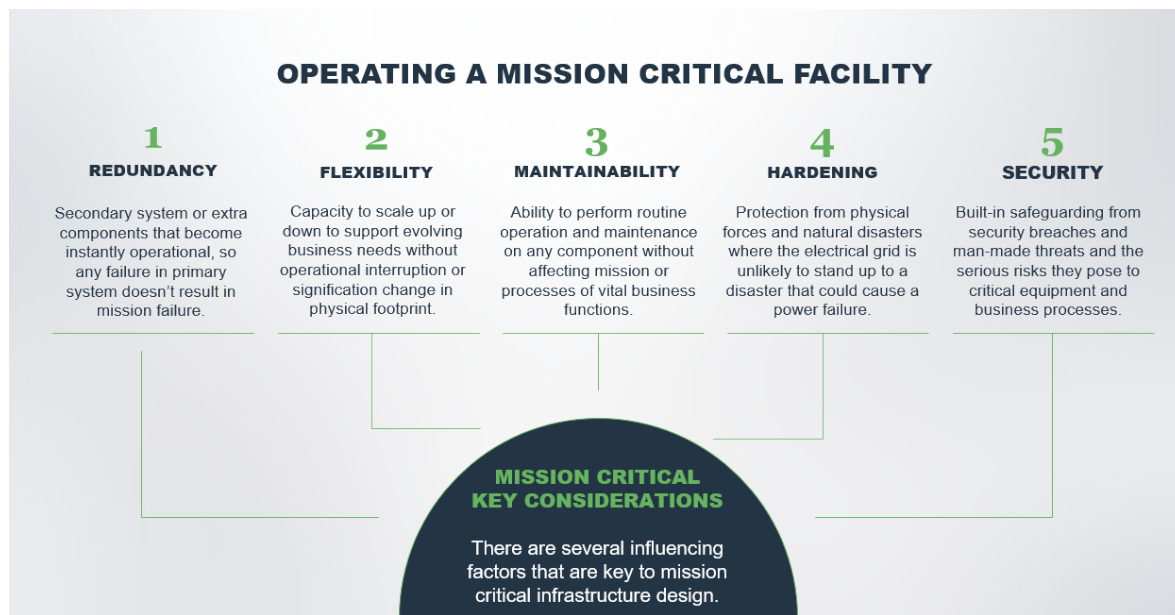 OPERATING A MISSION CRITICAL FACILITY
1
REDUNDANCY
Secondary system or extra
components that become
instantly operational, so
any failure in primary
system doesn't result in
mission failure.
2
FLEXIBILITY
Capacity to scale up or
down to support evolving
business needs without
operational interruption or
signification change in
physical footprint.
3
MAINTAINABILITY
Ability to perform routine
operation and maintenance
on any component without
affecting mission or
processes of vital business
functions.
4
HARDENING
Protection from physical
forces and natural disasters
where the electrical grid is
unlikely to stand up to a
disaster that could cause a
power failure.
5
SECURITY
Built-in safeguarding from
security breaches and
man-made threats and the
serious risks they pose to
critical equipment and
business processes.
MISSION CRITICAL
KEY CONSIDERATIONS
There are several influencing
factors that are key to mission
critical infrastructure design.